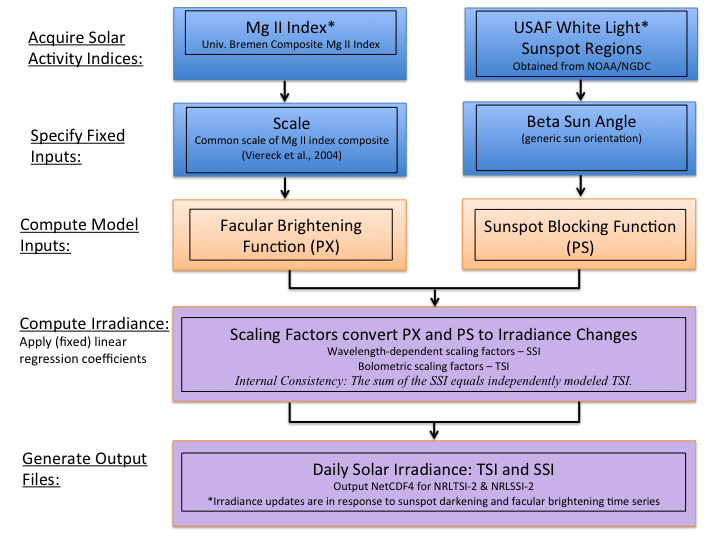 Acquire Solar
Activity Indices:
Mg II Index*
Univ. Bremen Composite Mg II Index
USAF White Light*
Sunspot Regions
Obtained from NOAA/NGDC
Specify Fixed
Inputs:
Scale
Common scale of Mg II index composite
(Viereck et al., 2004)
Beta Sun Angle
(generic sun orientation)
Compute Model
Inputs:
Facular Brightening
Function (PX)
Sunspot Blocking Function
(PS)
Compute Irradiance:
Apply (fixed) linear
regression coefficients
Scaling Factors convert PX and PS to Irradiance Changes
Wavelength-dependent scaling factors – SSI
Bolometric scaling factors – TSI
Internal Consistency: The sum of the SSI equals independently modeled TSI.
Generate Output
Files:
Daily Solar Irradiance: TSI and SSI
Output NetCDF4 for NRLTSI-2 & NRLSSI-2
*Irradiance updates are in response to sunspot darkening and facular brightening time series